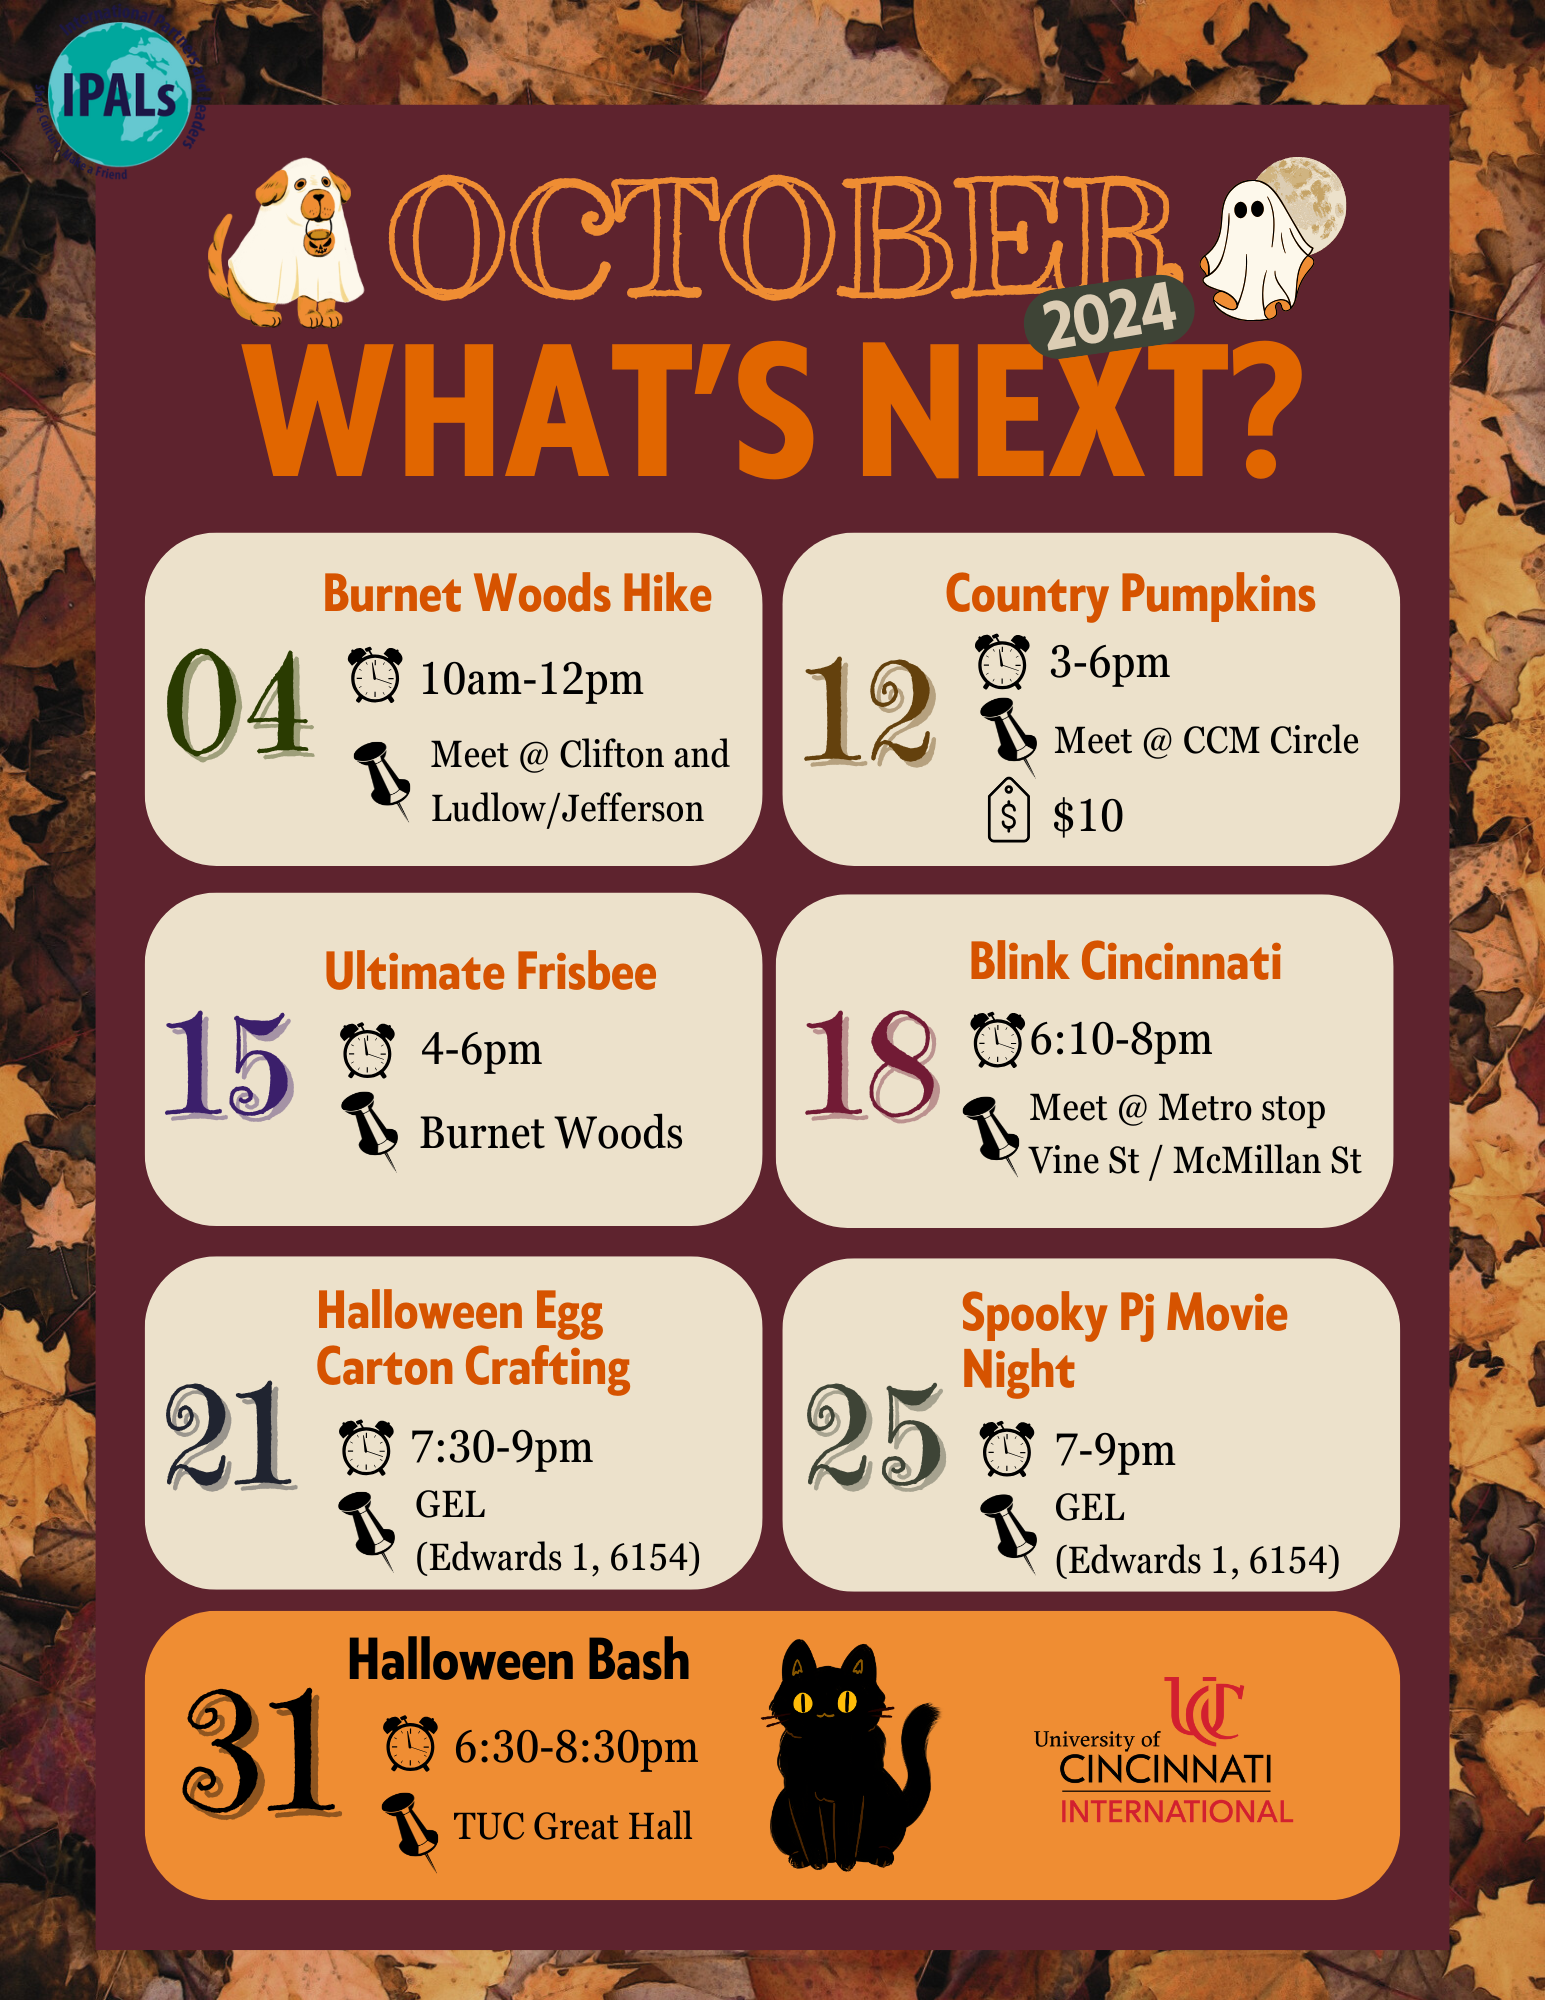 IPALs
a Friend
OCTOBER
2024
WHAT'S NEXT?
04
Burnet Woods Hike
10am-12pm
Meet @ Clifton and
Ludlow/Jefferson
12
Country Pumpkins
3-6pm
Meet @ CCM Circle
$10
15
Ultimate Frisbee
4-6pm
Burnet Woods
18
Blink Cincinnati
6:10-8pm
Meet @ Metro stop
Vine St / McMillan St
21
Halloween Egg
Carton Crafting
7:30-9pm
GEL
(Edwards 1, 6154)
25
Spooky Pj Movie
Night
7-9pm
GEL
(Edwards 1, 6154)
31
Halloween Bash
6:30-8:30pm
TUC Great Hall
UC
University of
CINCINNATI
INTERNATIONAL